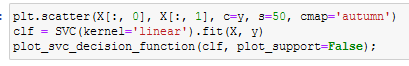 : plt.scatter(X[:, 0], X[:, 1], c=y, s=50, cmap='autumn')
clf = SVC(kernel='linear').fit(X, y)
plot_svc_decision_function(clf, plot_support=False);